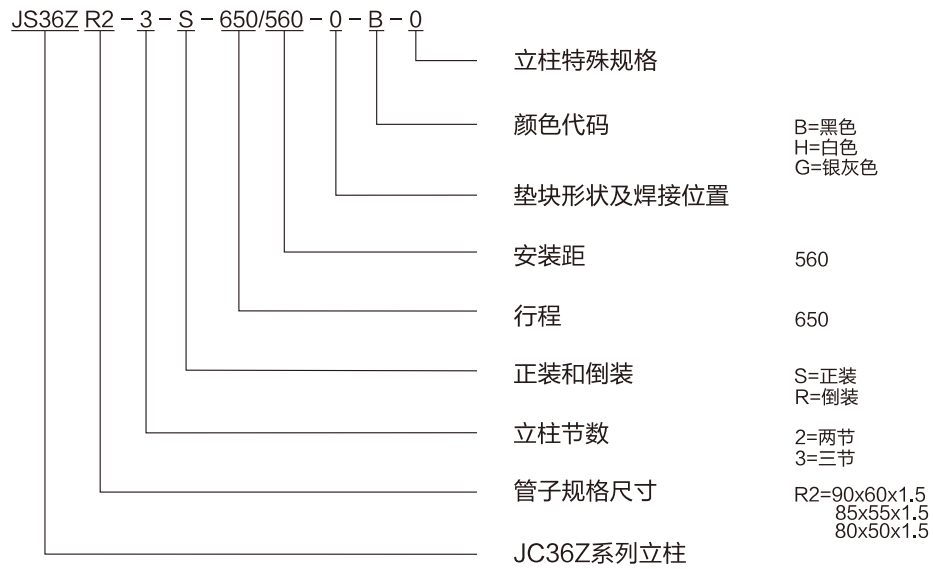 JS36Z R2 - 3 - S - 650/560 - 0 - B - 0
立柱特殊规格
颜色代码
B=黑色
H=白色
G=银灰色
垫块形状及焊接位置
安装距
560
行程
650
正装和倒装
S=正装
R=倒装
立柱节数
2=两节
3=三节
管子规格尺寸
R2=90x60x1.5
85x55x1.5
80x50x1.5
JC36Z系列立柱